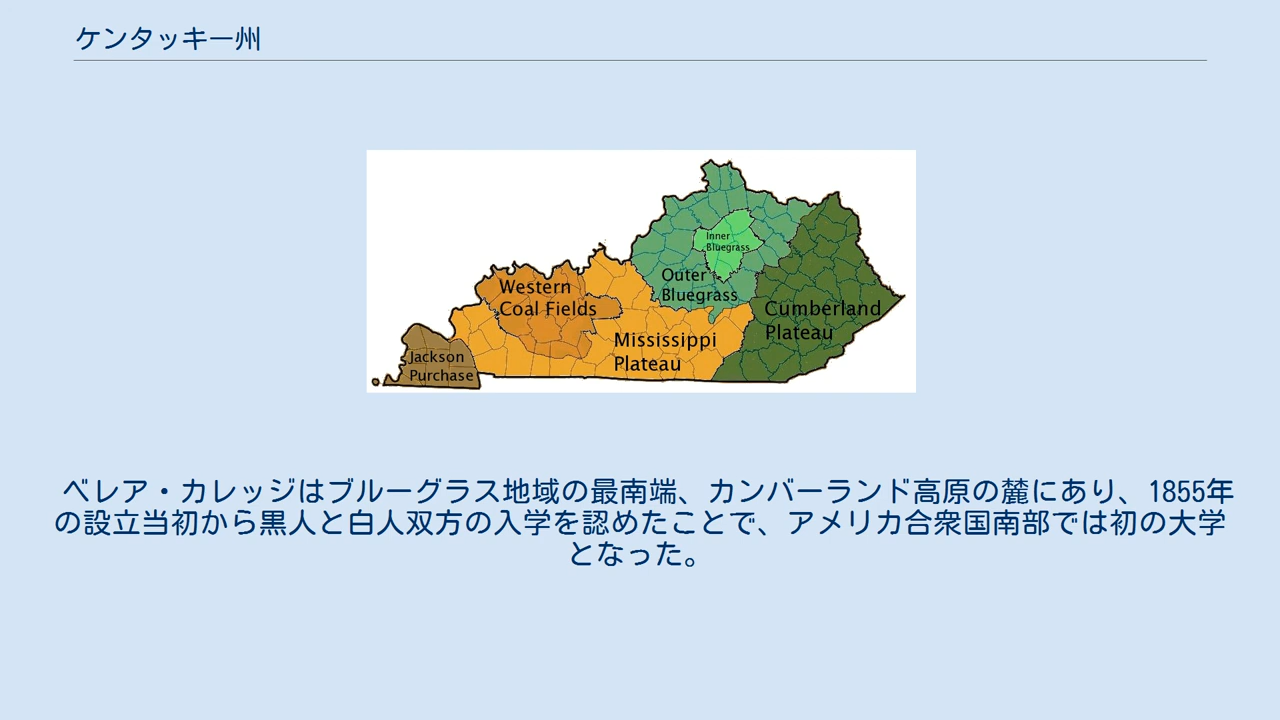 ケンタッキー州
Inner
Bluegrass
Outer
Bluegrass
Western
Coal Fields
Cumberland
Plateau
Mississippi
Plateau
Jackson
Purchase
ベレア・カレッジはブルーグラス地域の最南端、カンバーランド高原の麓にあり、1855年
の設立当初から黒人と白人双方の入学を認めたことで、アメリカ合衆国南部では初の大学
となった。